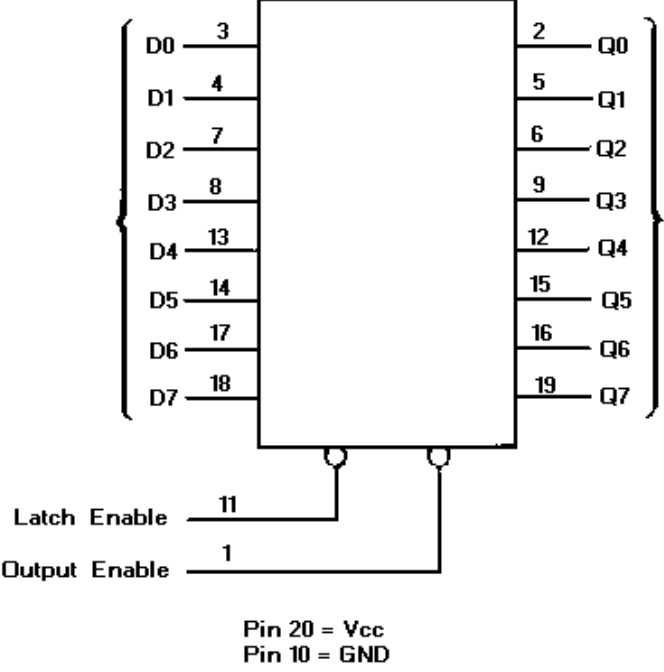 D0 3 2 Q0
D1 4 5 Q1
D2 7 6 Q2
D3 8 9 Q3
D4 13 12 Q4
D5 14 15 Q5
D6 17 16 Q6
D7 18 19 Q7
Latch Enable 11
Output Enable 1
Pin 20 = Vcc
Pin 10 = GND